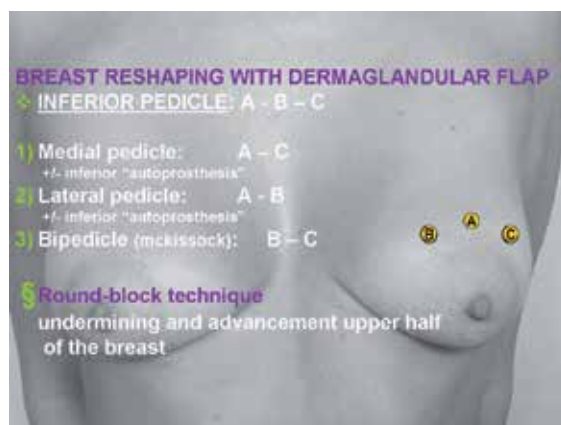 BREAST RESHAPING WITH DERMAGLANDULAR FLAP
❖ INFERIOR PEDICLE: A - B – C
1) Medial pedicle: A – C
+/- inferior "autoprosthesis"
2) Lateral pedicle: A - B
+/- inferior "autoprosthesis"
3) Bipedicle (mckissock): B – C
B A C
§ Round-block technique
undermining and advancement upper half
of the breast